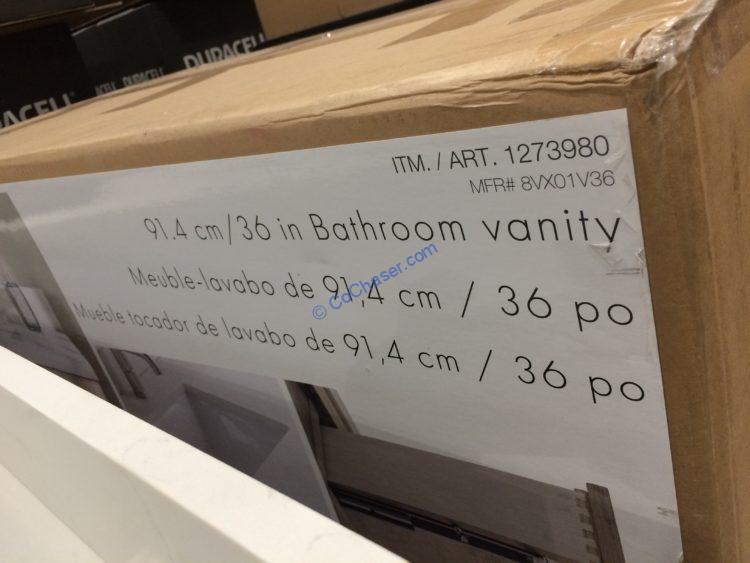 DURACELL
DURACELL
ITM. / ART. 1273980
MFR# 8VX01V36
91.4 cm/36 in Bathroom vanity
Meuble-lavabo de 91,4 cm / 36 po
Mueble tocador de lavabo de 91,4 cm / 36 po
© CoChaser.com